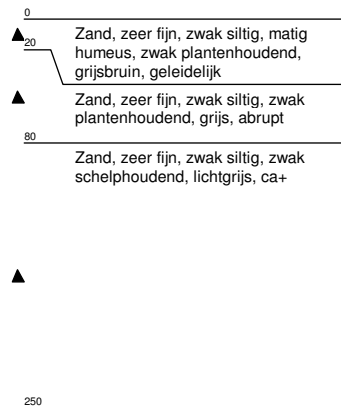 0
Zand, zeer fijn, zwak siltig, matig
20
humeus, zwak plantenhoudend,
grijsbruin, geleidelijk
Zand, zeer fijn, zwak siltig, zwak
plantenhoudend, grijs, abrupt
80
Zand, zeer fijn, zwak siltig, zwak
schelphoudend, lichtgrijs, ca+
250